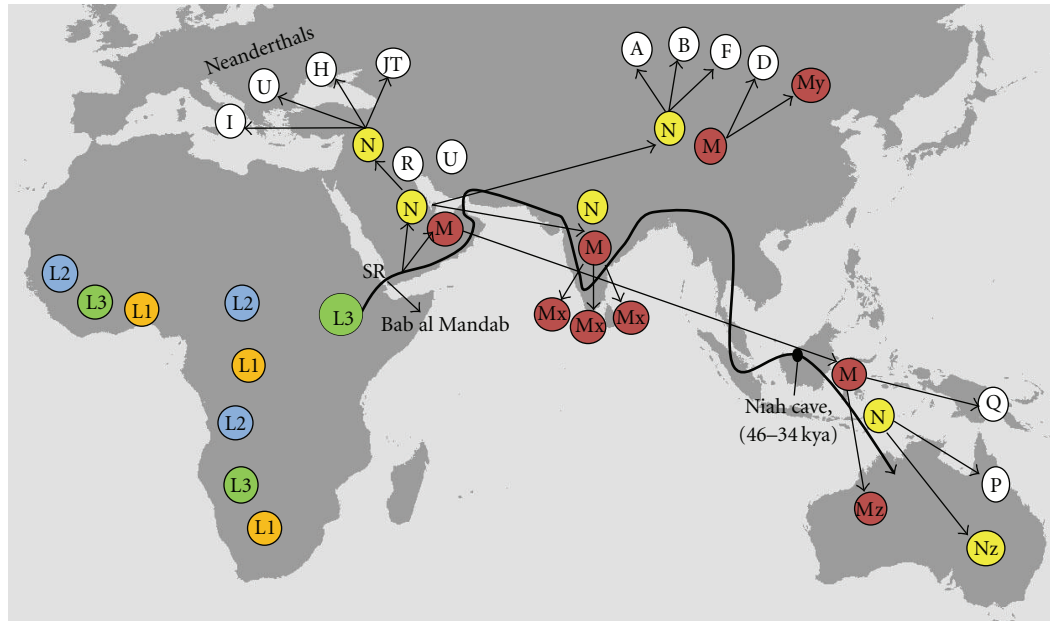 Neanderthals
A
B
F
D
My
U
H
JT
I
N
N
M
R
U
N
M
N
M
SR
L2
L3
L1
L2
L3
Bab al Mandab
Mx
Mx
Mx
L1
L2
L3
L1
Niah cave,
(46–34 kya)
M
N
Q
P
Mz
Nz